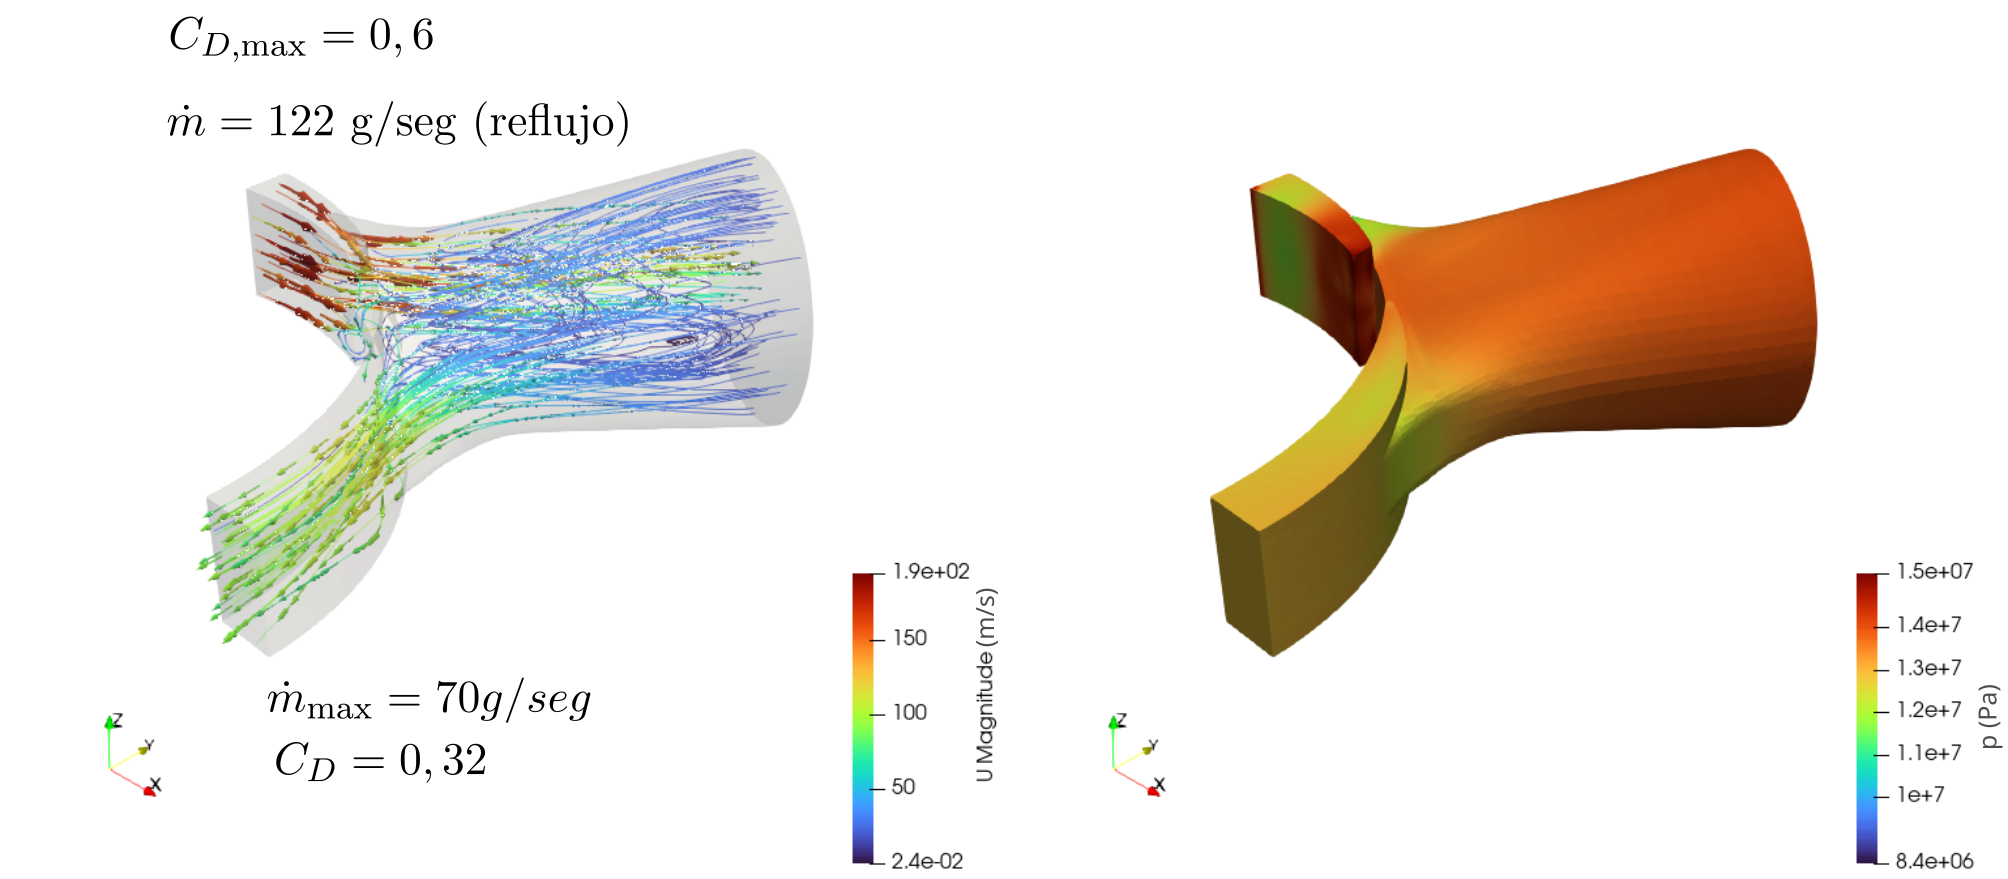 C_{D,max} = 0, 6
ṁ = 122 g/seg (reflujo)
1.9e+02
150
100
50
2.4e-02
U Magnitude (m/s)
ṁ_{max} = 70g/seg
C_D = 0, 32
Z
Y
X
1.5e+07
1.4e+7
1.3e+7
1.2e+7
1.1e+7
1e+7
8.4e+06
p (Pa)
Z
Y
X